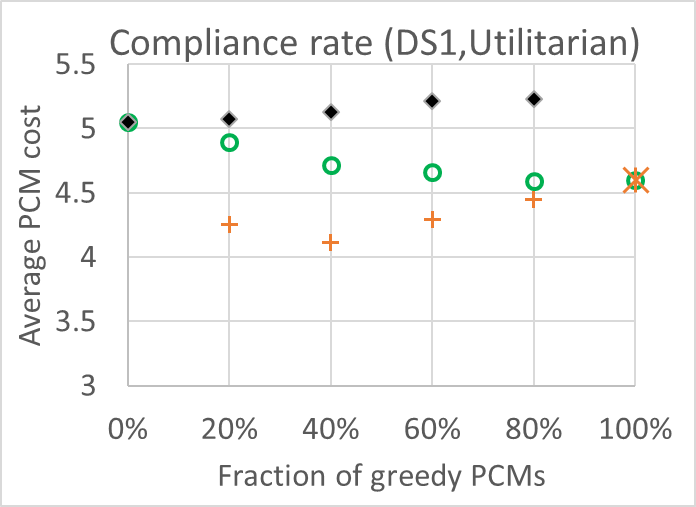 Compliance rate (DS1,Utilitarian)
5.5
5
4.5
4
3.5
3
Average PCM cost
0% 20% 40% 60% 80% 100%
Fraction of greedy PCMs